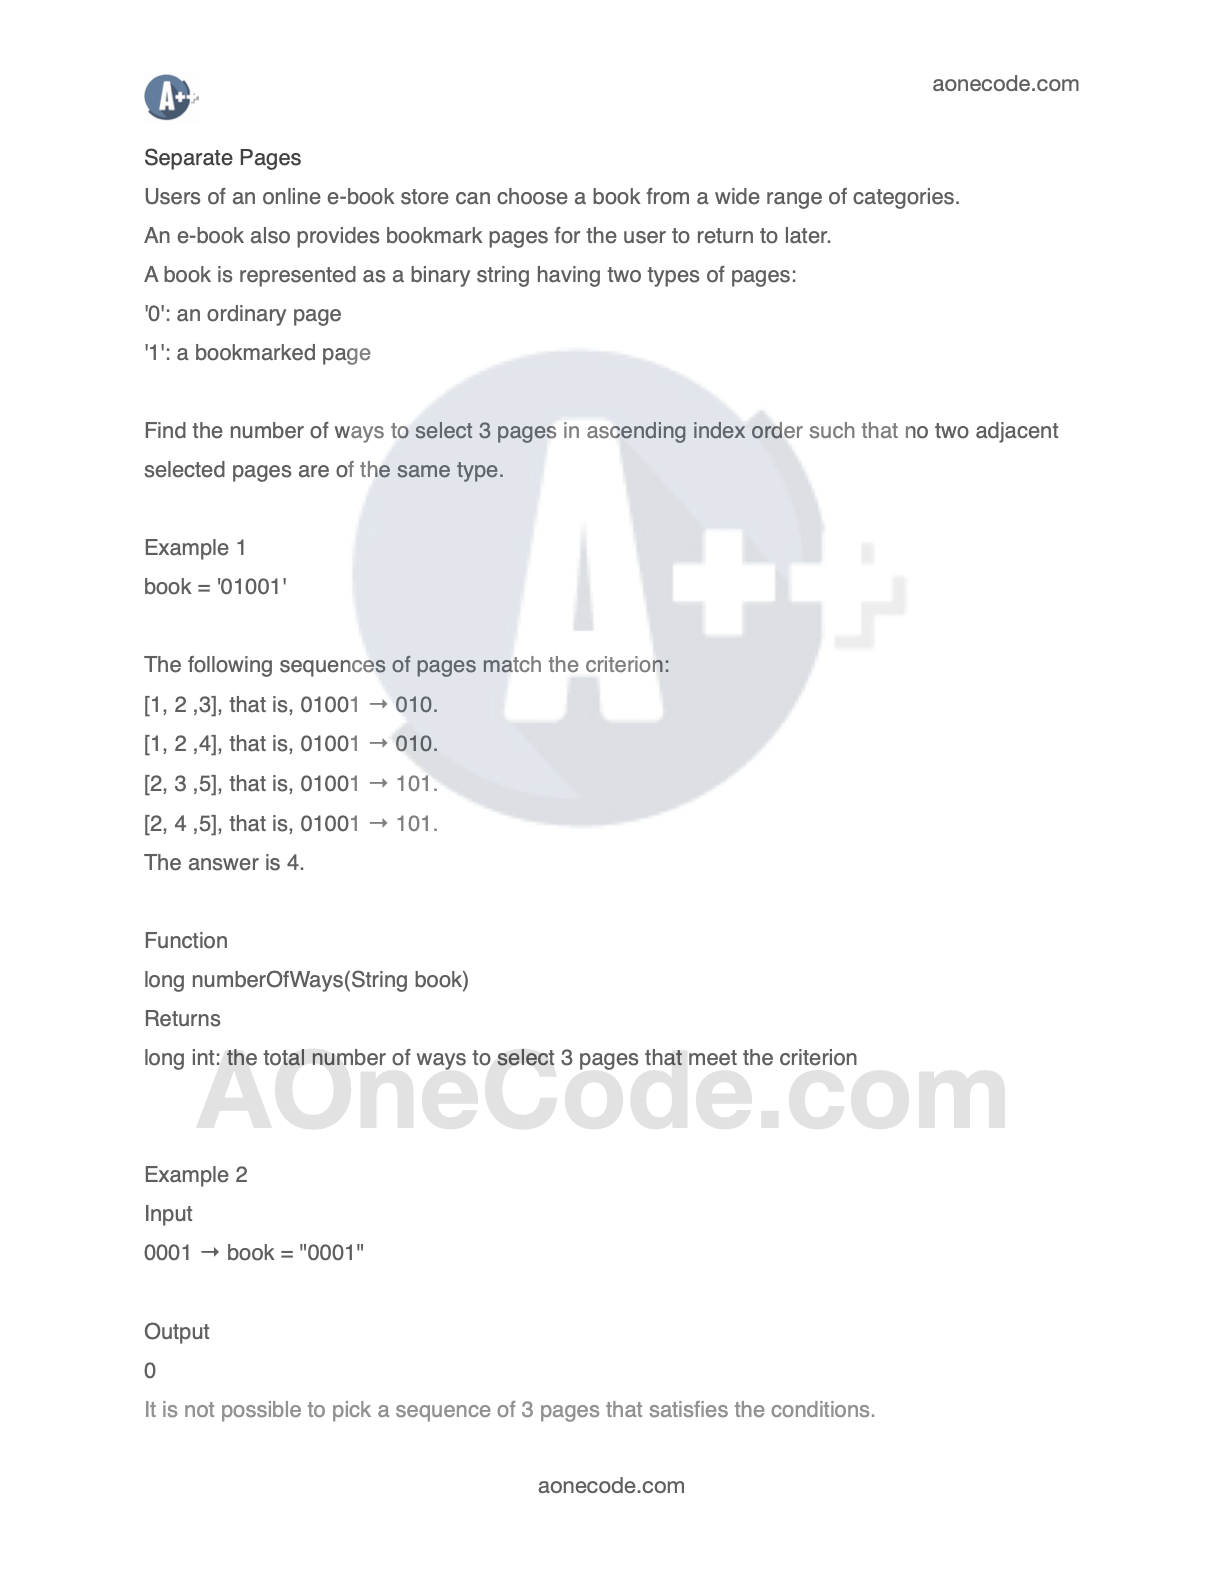 A++
aonecode.com
Separate Pages
Users of an online e-book store can choose a book from a wide range of categories.
An e-book also provides bookmark pages for the user to return to later.
A book is represented as a binary string having two types of pages:
'0': an ordinary page
'1': a bookmarked page
Find the number of ways to select 3 pages in ascending index order such that no two adjacent
selected pages are of the same type.
A++
Example 1
book = '01001'
The following sequences of pages match the criterion:
[1, 2 ,3], that is, 01001 → 010.
[1, 2 ,4], that is, 01001 → 010.
[2, 3 ,5], that is, 01001 → 101.
[2, 4 ,5], that is, 01001 → 101.
The answer is 4.
Function
long numberOfWays(String book)
Returns
long int: the total number of ways to select 3 pages that meet the criterion
AOneCode.com
Example 2
Input
0001 → book = "0001"
Output
0
It is not possible to pick a sequence of 3 pages that satisfies the conditions.
aonecode.com